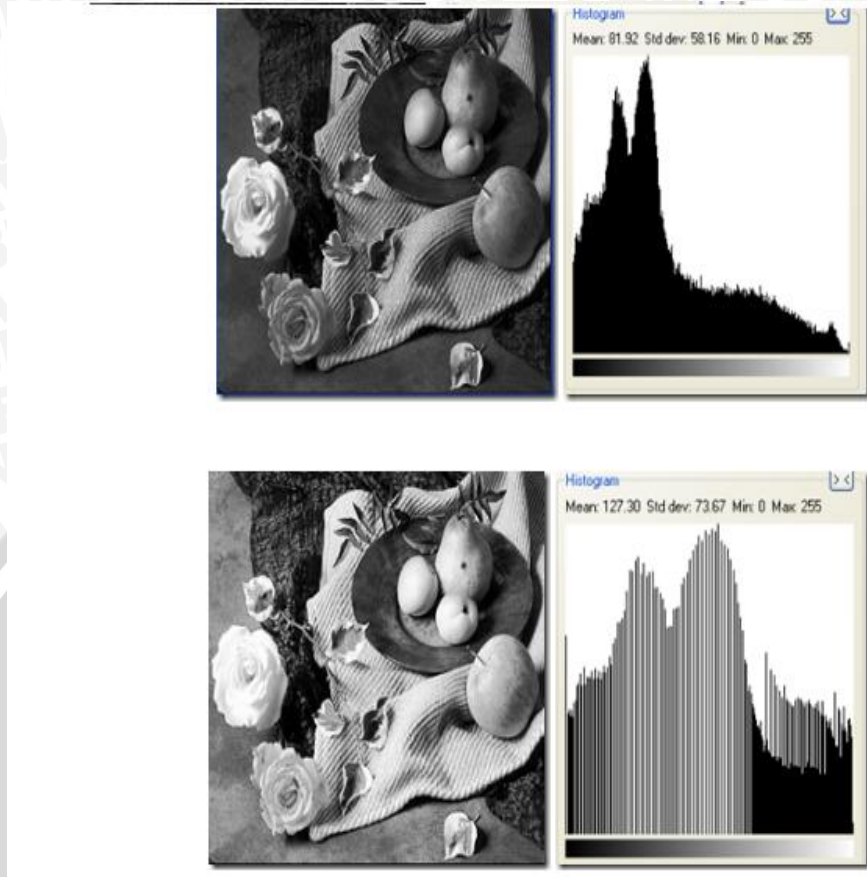 Histogram
Mean: 81.92 Std dev: 58.16 Min: 0 Max: 255
Histogram
Mean: 127.30 Std dev: 73.67 Min: 0 Max: 255